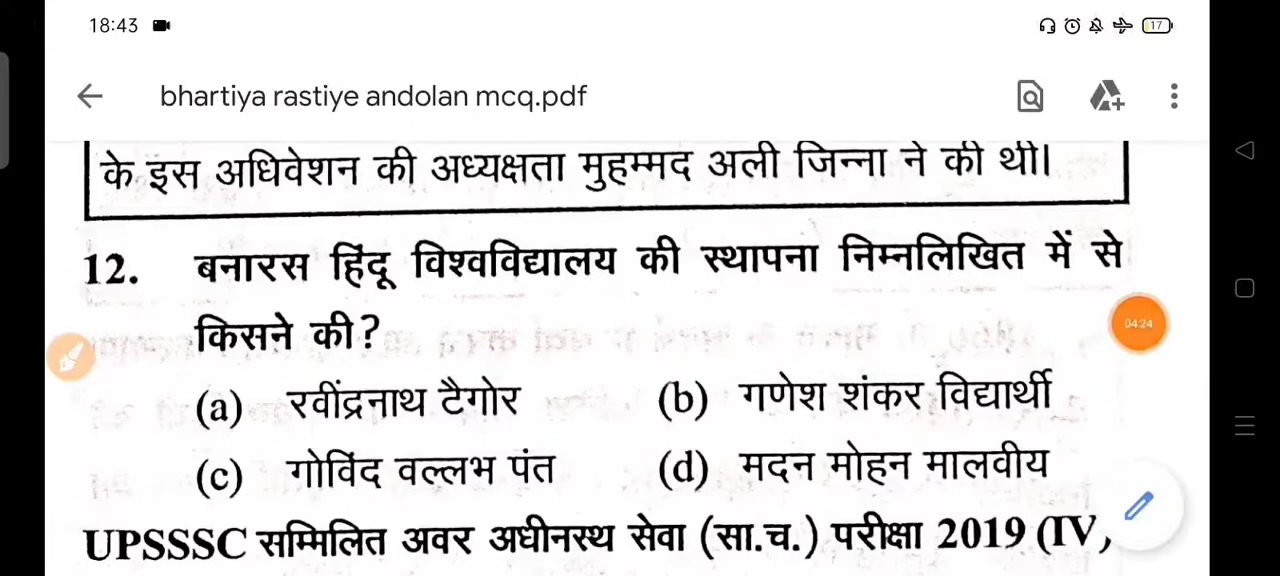 18:43
17
bhartiya rastiye andolan mcq.pdf
के इस अधिवेशन की अध्यक्षता मुहम्मद अली जिन्ना ने की थी।
12. बनारस हिंदू विश्वविद्यालय की स्थापना निम्नलिखित में से
किसने की?
04:24
(a) रवींद्रनाथ टैगोर (b) गणेश शंकर विद्यार्थी
(c) गोविंद वल्लभ पंत (d) मदन मोहन मालवीय
UPSSSC सम्मिलित अवर अधीनस्थ सेवा (सा.च.) परीक्षा 2019 (IV,